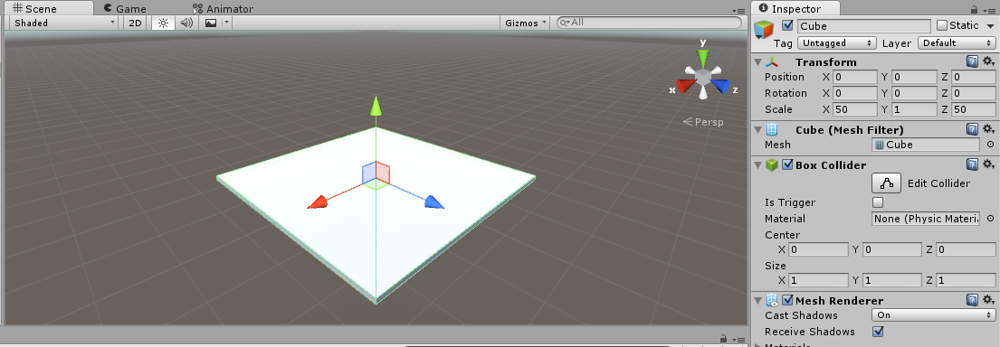 Scene
Game
Animator
Shaded
2D
Gizmos
All
y
x
z
Persp
Inspector
Cube
Static
Tag Untagged Layer Default
Transform
Position X 0 Y 0 Z 0
Rotation X 0 Y 0 Z 0
Scale X 50 Y 1 Z 50
Cube (Mesh Filter)
Mesh Cube
Box Collider
Edit Collider
Is Trigger
Material None (Physic Materi
Center
X 0 Y 0 Z 0
Size
X 1 Y 1 Z 1
Mesh Renderer
Cast Shadows On
Receive Shadows